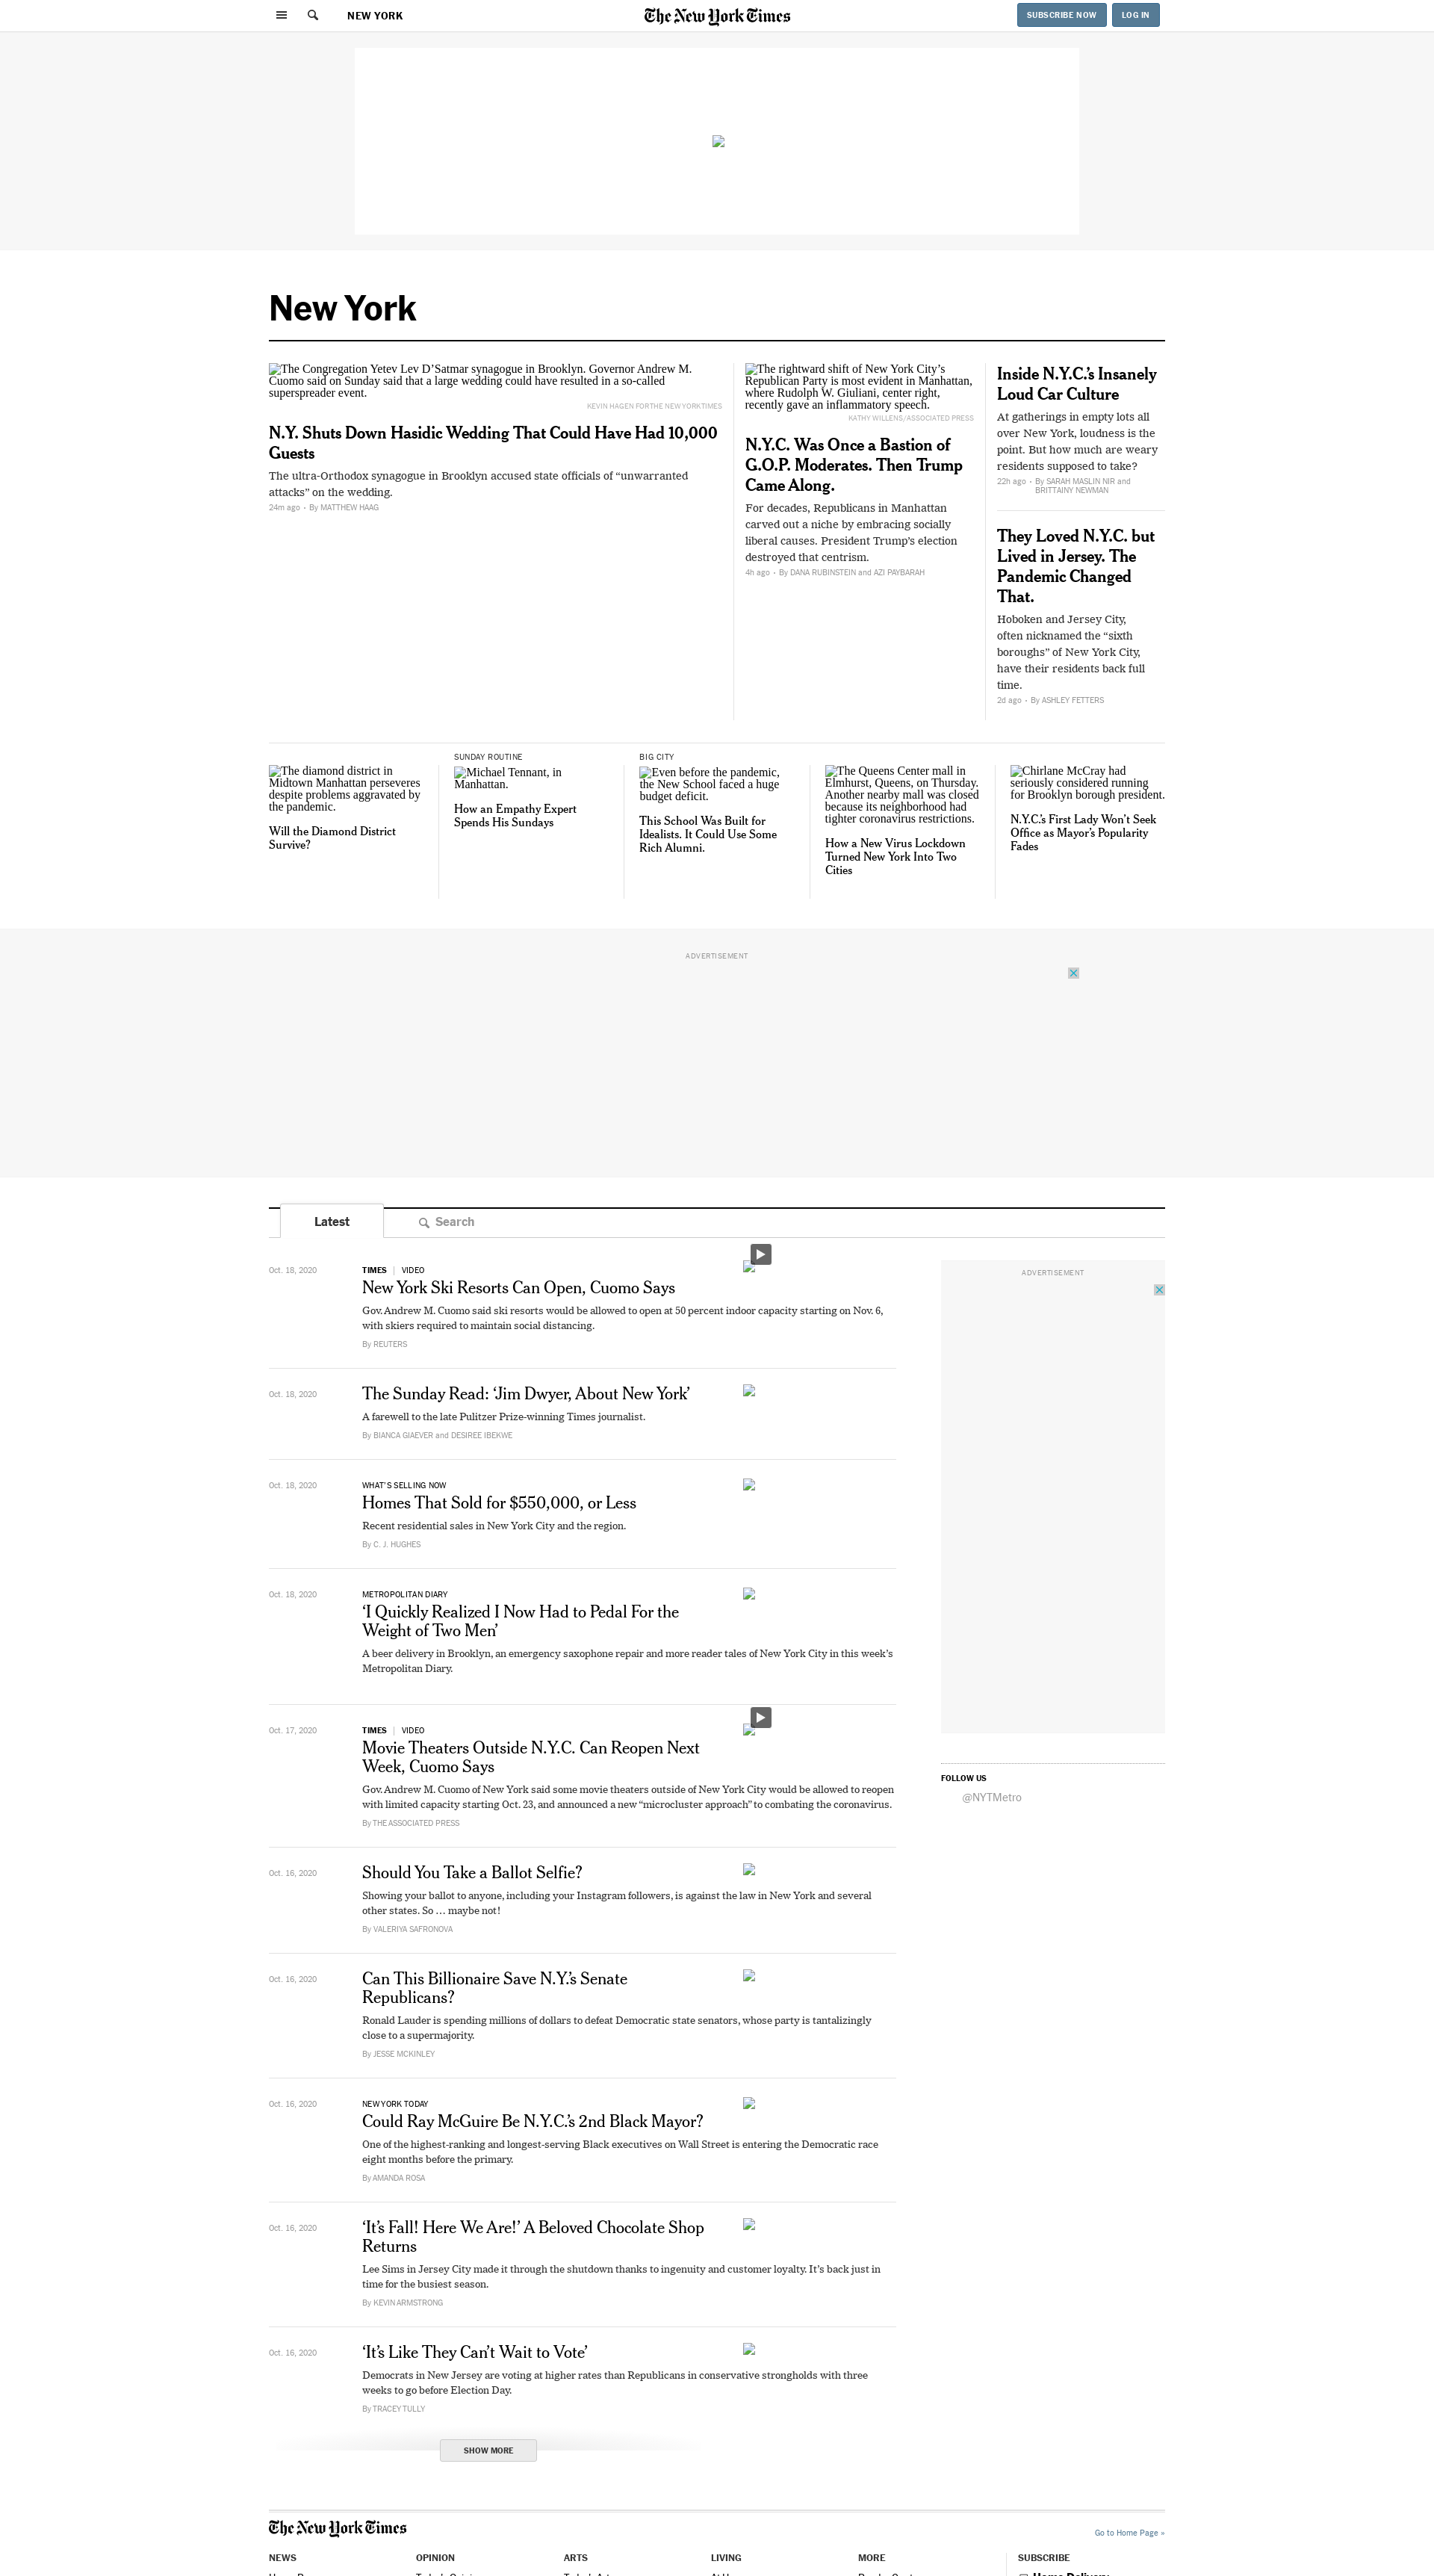 NEW YORK
The New York Times
SUBSCRIBE NOW
LOG IN
New York
The Congregation Yetev Lev D’Satmar synagogue in Brooklyn. Governor Andrew M.
Cuomo said on Sunday said that a large wedding could have resulted in a so-called
superspreader event.
KEVIN HAGEN FOR THE NEW YORK TIMES
N.Y. Shuts Down Hasidic Wedding That Could Have Had 10,000
Guests
The ultra-Orthodox synagogue in Brooklyn accused state officials of “unwarranted
attacks” on the wedding.
24m ago • By MATTHEW HAAG
The rightward shift of New York City’s
Republican Party is most evident in Manhattan,
where Rudolph W. Giuliani, center right,
recently gave an inflammatory speech.
KATHY WILLENS/ASSOCIATED PRESS
N.Y.C. Was Once a Bastion of
G.O.P. Moderates. Then Trump
Came Along.
For decades, Republicans in Manhattan
carved out a niche by embracing socially
liberal causes. President Trump’s election
destroyed that centrism.
4h ago • By DANA RUBINSTEIN and AZI PAYBARAH
Inside N.Y.C.’s Insanely
Loud Car Culture
At gatherings in empty lots all
over New York, loudness is the
point. But how much are weary
residents supposed to take?
22h ago • By SARAH MASLIN NIR and
BRITTAINY NEWMAN
They Loved N.Y.C. but
Lived in Jersey. The
Pandemic Changed
That.
Hoboken and Jersey City,
often nicknamed the “sixth
boroughs” of New York City,
have their residents back full
time.
2d ago • By ASHLEY FETTERS
The diamond district in
Midtown Manhattan perseveres
despite problems aggravated by
the pandemic.
Will the Diamond District
Survive?
SUNDAY ROUTINE
Michael Tennant, in
Manhattan.
How an Empathy Expert
Spends His Sundays
BIG CITY
Even before the pandemic,
the New School faced a huge
budget deficit.
This School Was Built for
Idealists. It Could Use Some
Rich Alumni.
The Queens Center mall in
Elmhurst, Queens, on Thursday.
Another nearby mall was closed
because its neighborhood had
tighter coronavirus restrictions.
How a New Virus Lockdown
Turned New York Into Two
Cities
Chirlane McCray had
seriously considered running
for Brooklyn borough president.
N.Y.C.’s First Lady Won’t Seek
Office as Mayor’s Popularity
Fades
ADVERTISEMENT
Latest
Search
ADVERTISEMENT
Oct. 18, 2020
TIMES | VIDEO
New York Ski Resorts Can Open, Cuomo Says
Gov. Andrew M. Cuomo said ski resorts would be allowed to open at 50 percent indoor capacity starting on Nov. 6,
with skiers required to maintain social distancing.
By REUTERS
Oct. 18, 2020
The Sunday Read: ‘Jim Dwyer, About New York’
A farewell to the late Pulitzer Prize-winning Times journalist.
By BIANCA GIAEVER and DESIREE IBEKWE
Oct. 18, 2020
WHAT’S SELLING NOW
Homes That Sold for $550,000, or Less
Recent residential sales in New York City and the region.
By C. J. HUGHES
Oct. 18, 2020
METROPOLITAN DIARY
‘I Quickly Realized I Now Had to Pedal For the
Weight of Two Men’
A beer delivery in Brooklyn, an emergency saxophone repair and more reader tales of New York City in this week’s
Metropolitan Diary.
Oct. 17, 2020
TIMES | VIDEO
Movie Theaters Outside N.Y.C. Can Reopen Next
Week, Cuomo Says
Gov. Andrew M. Cuomo of New York said some movie theaters outside of New York City would be allowed to reopen
with limited capacity starting Oct. 23, and announced a new “microcluster approach” to combating the coronavirus.
By THE ASSOCIATED PRESS
FOLLOW US
@NYTMetro
Oct. 16, 2020
Should You Take a Ballot Selfie?
Showing your ballot to anyone, including your Instagram followers, is against the law in New York and several
other states. So … maybe not!
By VALERIYA SAFRONOVA
Oct. 16, 2020
Can This Billionaire Save N.Y.’s Senate
Republicans?
Ronald Lauder is spending millions of dollars to defeat Democratic state senators, whose party is tantalizingly
close to a supermajority.
By JESSE MCKINLEY
Oct. 16, 2020
NEW YORK TODAY
Could Ray McGuire Be N.Y.C.’s 2nd Black Mayor?
One of the highest-ranking and longest-serving Black executives on Wall Street is entering the Democratic race
eight months before the primary.
By AMANDA ROSA
Oct. 16, 2020
‘It’s Fall! Here We Are!’ A Beloved Chocolate Shop
Returns
Lee Sims in Jersey City made it through the shutdown thanks to ingenuity and customer loyalty. It’s back just in
time for the busiest season.
By KEVIN ARMSTRONG
Oct. 16, 2020
‘It’s Like They Can’t Wait to Vote’
Democrats in New Jersey are voting at higher rates than Republicans in conservative strongholds with three
weeks to go before Election Day.
By TRACEY TULLY
SHOW MORE
The New York Times
Go to Home Page »
NEWS
OPINION
ARTS
LIVING
MORE
SUBSCRIBE